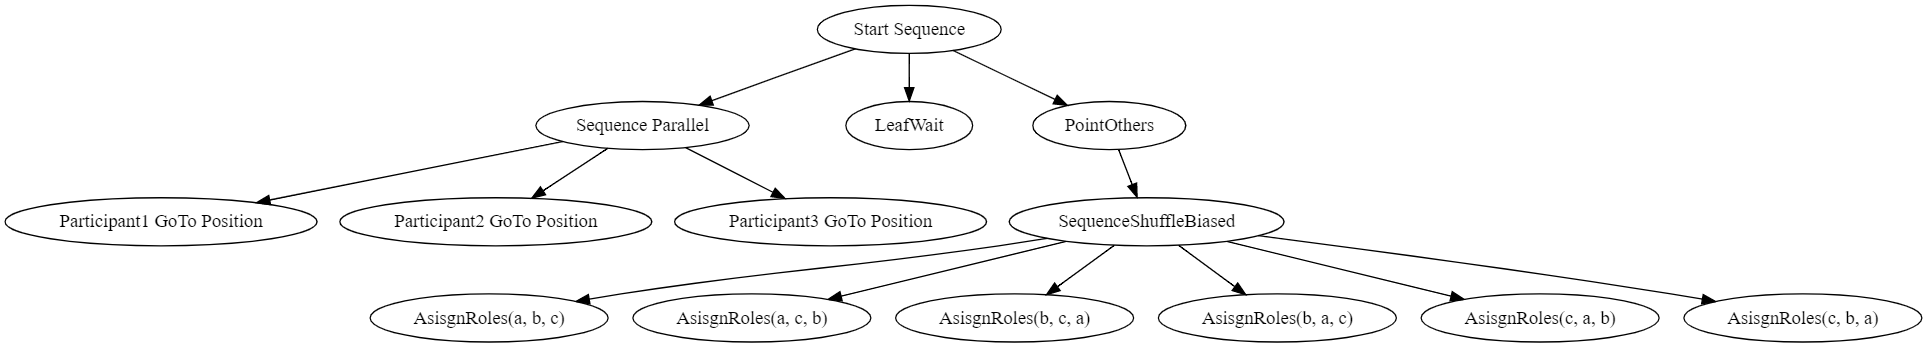 Start Sequence
Sequence Parallel
LeafWait
PointOthers
Participant1 GoTo Position
Participant2 GoTo Position
Participant3 GoTo Position
SequenceShuffleBiased
AsisgnRoles(a, b, c)
AsisgnRoles(a, c, b)
AsisgnRoles(b, c, a)
AsisgnRoles(b, a, c)
AsisgnRoles(c, a, b)
AsisgnRoles(c, b, a)